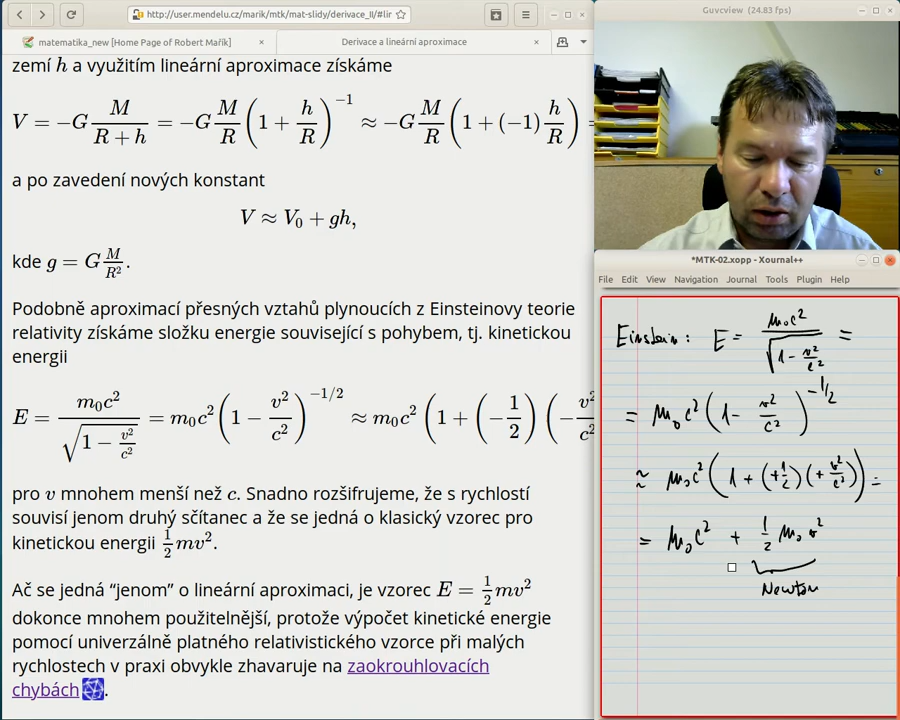 http://user.mendelu.cz/marik/mtk/mat-slidy/derivace_II/#lir
matematika_new [Home Page of Robert Mařík] ×
Derivace a lineární aproximace ×
zemí h a využitím lineární aproximace získáme
V = −G M/(R + h) = −G M/R (1 + h/R)^−1 ≈ −G M/R (1 + (−1) h/R) =
a po zavedení nových konstant
V ≈ V₀ + gh,
kde g = G M/R².
Podobně aproximací přesných vztahů plynoucích z Einsteinovy teorie
relativity získáme složku energie související s pohybem, tj. kinetickou
energii
E = m₀c²/√(1 − v²/c²) = m₀c² (1 − v²/c²)^−1/2 ≈ m₀c² (1 + (−1/2) (−v²/c²
pro v mnohem menší než c. Snadno rozšifrujeme, že s rychlostí
souvisí jenom druhý sčítanec a že se jedná o klasický vzorec pro
kinetickou energii ½mv².
Ač se jedná “jenom” o lineární aproximaci, je vzorec E = ½mv²
dokonce mnohem použitelnější, protože výpočet kinetické energie
pomocí univerzálně platného relativistického vzorce při malých
rychlostech v praxi obvykle zhavaruje na zaokrouhlovacích
chybách.
Guvcview (24.83 fps)
*MTK-02.xopp - Xournal++
File Edit View Navigation Journal Tools Plugin Help
Einstein: E = m₀c²/√(1 − v²/c²) =
= m₀c² (1 − v²/c²)^−1/2
≈ m₀c² (1 + (+1/2)(+v²/c²)) =
= m₀c² + ½ m₀ v²
Newton